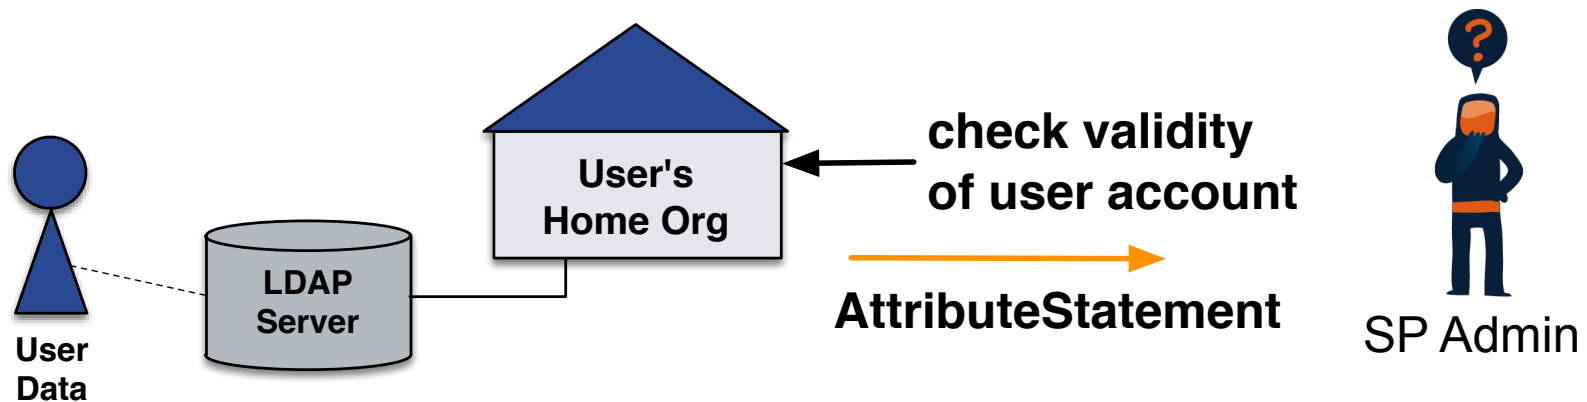 ?
check validity
of user account
User's
Home Org
LDAP
Server
AttributeStatement
SP Admin
User
Data